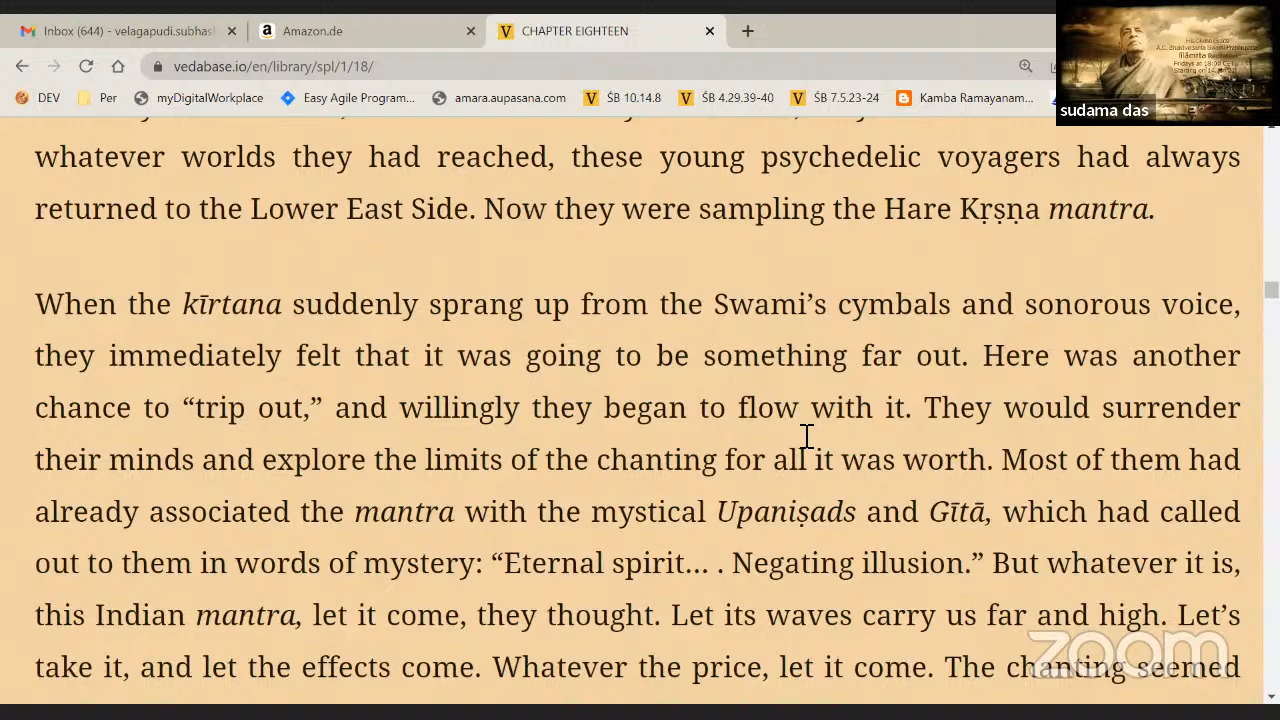 Inbox (644) - velagapudi.subhas
Amazon.de
CHAPTER EIGHTEEN
vedabase.io/en/library/spl/1/18/
DEV
Per
myDigitalWorkplace
Easy Agile Program...
amara.aupasana.com
ŚB 10.14.8
ŚB 4.29.39-40
ŚB 7.5.23-24
Kamba Ramayanam...
His Divine Grace
A.C. Bhaktivedanta Swami Prabhupada
sudama das
whatever worlds they had reached, these young psychedelic voyagers had always
returned to the Lower East Side. Now they were sampling the Hare Kṛṣṇa mantra.
When the kīrtana suddenly sprang up from the Swami’s cymbals and sonorous voice,
they immediately felt that it was going to be something far out. Here was another
chance to “trip out,” and willingly they began to flow with it. They would surrender
their minds and explore the limits of the chanting for all it was worth. Most of them had
already associated the mantra with the mystical Upaniṣads and Gītā, which had called
out to them in words of mystery: “Eternal spirit… . Negating illusion.” But whatever it is,
this Indian mantra, let it come, they thought. Let its waves carry us far and high. Let’s
take it, and let the effects come. Whatever the price, let it come. The chanting seemed
zoom